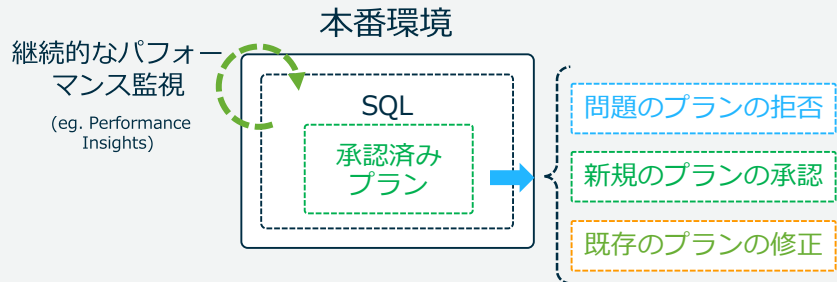 本番環境
継続的なパフォー
マンス監視
(eg. Performance
Insights)
SQL
承認済み
プラン
問題のプランの拒否
新規のプランの承認
既存のプランの修正